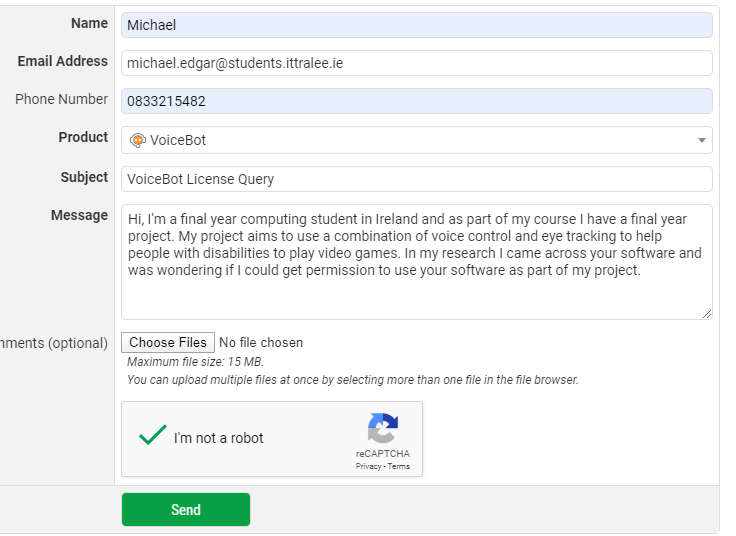 Name
Michael
Email Address
michael.edgar@students.ittralee.ie
Phone Number
0833215482
Product
VoiceBot
Subject
VoiceBot License Query
Message
Hi, I'm a final year computing student in Ireland and as part of my course I have a final year
project. My project aims to use a combination of voice control and eye tracking to help
people with disabilities to play video games. In my research I came across your software and
was wondering if I could get permission to use your software as part of my project.
nments (optional)
Choose Files No file chosen
Maximum file size: 15 MB.
You can upload multiple files at once by selecting more than one file in the file browser.
I'm not a robot
reCAPTCHA
Privacy - Terms
Send